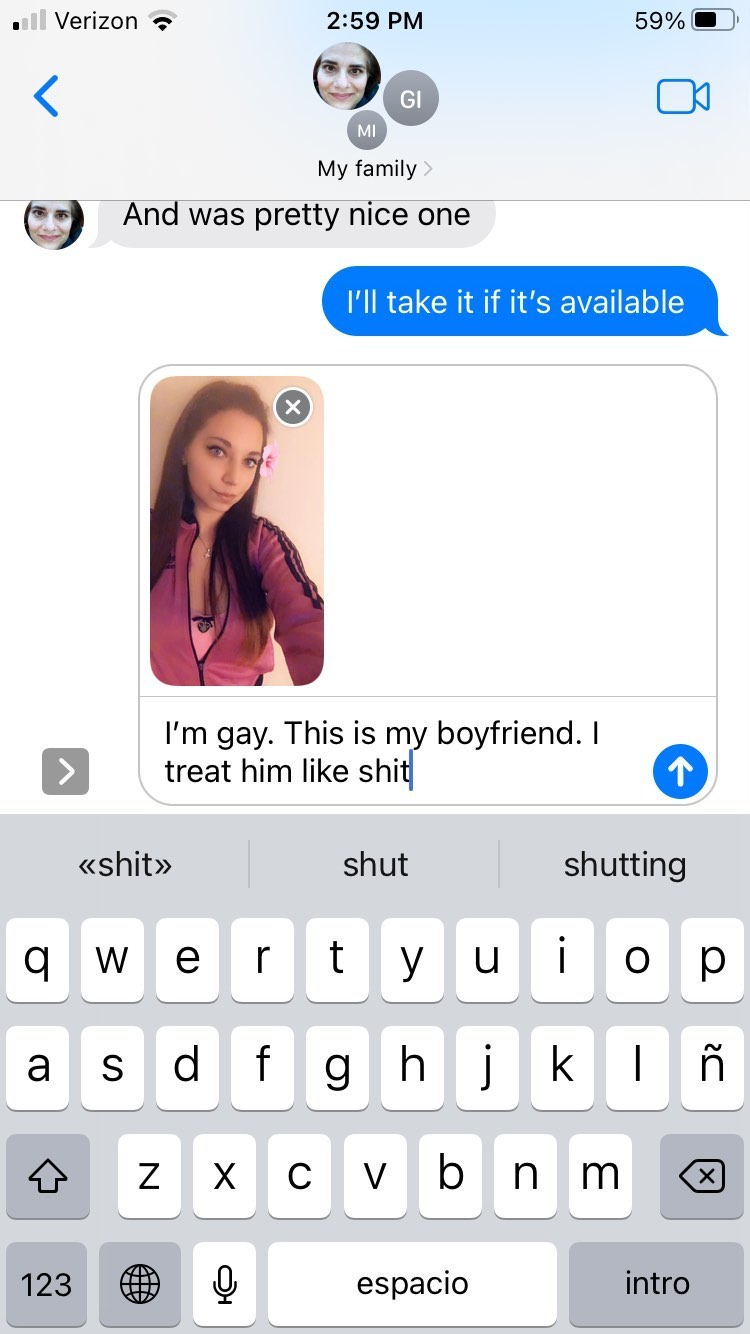 Verizon 2:59 PM 59%
GI
MI
My family
And was pretty nice one
I'll take it if it's available
I'm gay. This is my boyfriend. I
treat him like shit
«shit» shut shutting
q w e r t y u i o p
a s d f g h j k l ñ
z x c v b n m
123 espacio intro